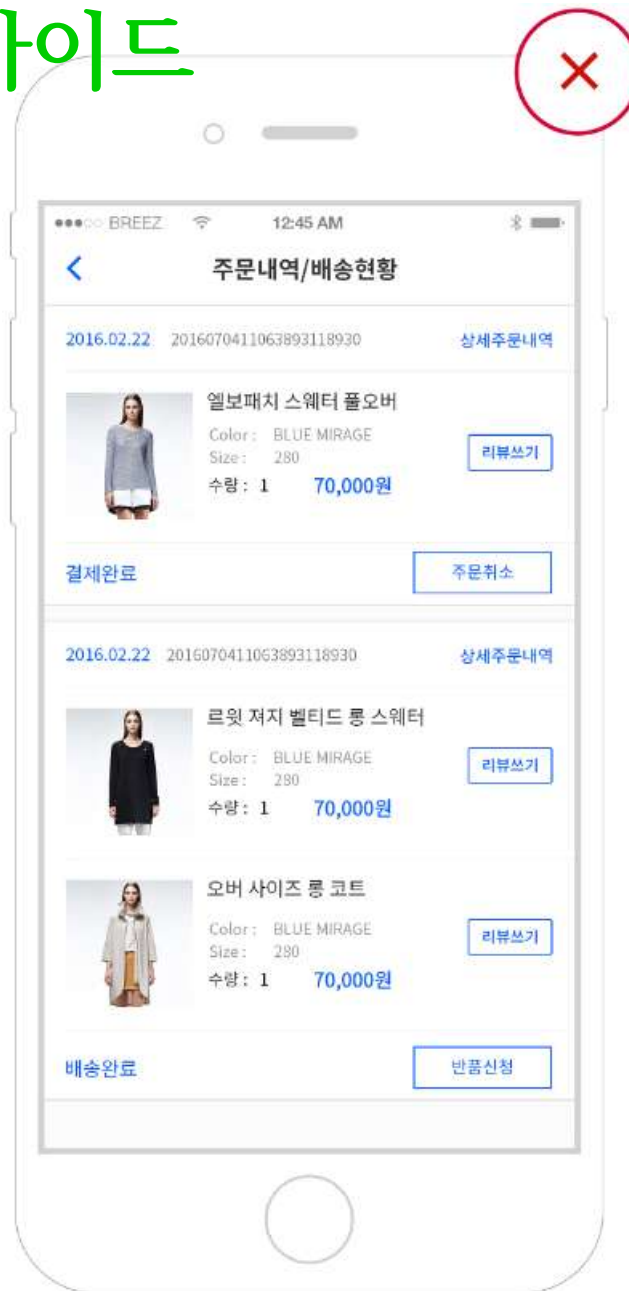 이드
BREEZ 12:45 AM
주문내역/배송현황
2016.02.22 2016070411063893118930 상세주문내역
엘보패치 스웨터 풀오버
Color : BLUE MIRAGE
Size : 280
리뷰쓰기
수량 : 1 70,000원
결제완료 주문취소
2016.02.22 2016070411063893118930 상세주문내역
르윗 져지 벨티드 롱 스웨터
Color : BLUE MIRAGE
Size : 280
리뷰쓰기
수량 : 1 70,000원
오버 사이즈 롱 코트
Color : BLUE MIRAGE
Size : 280
리뷰쓰기
수량 : 1 70,000원
배송완료 반품신청